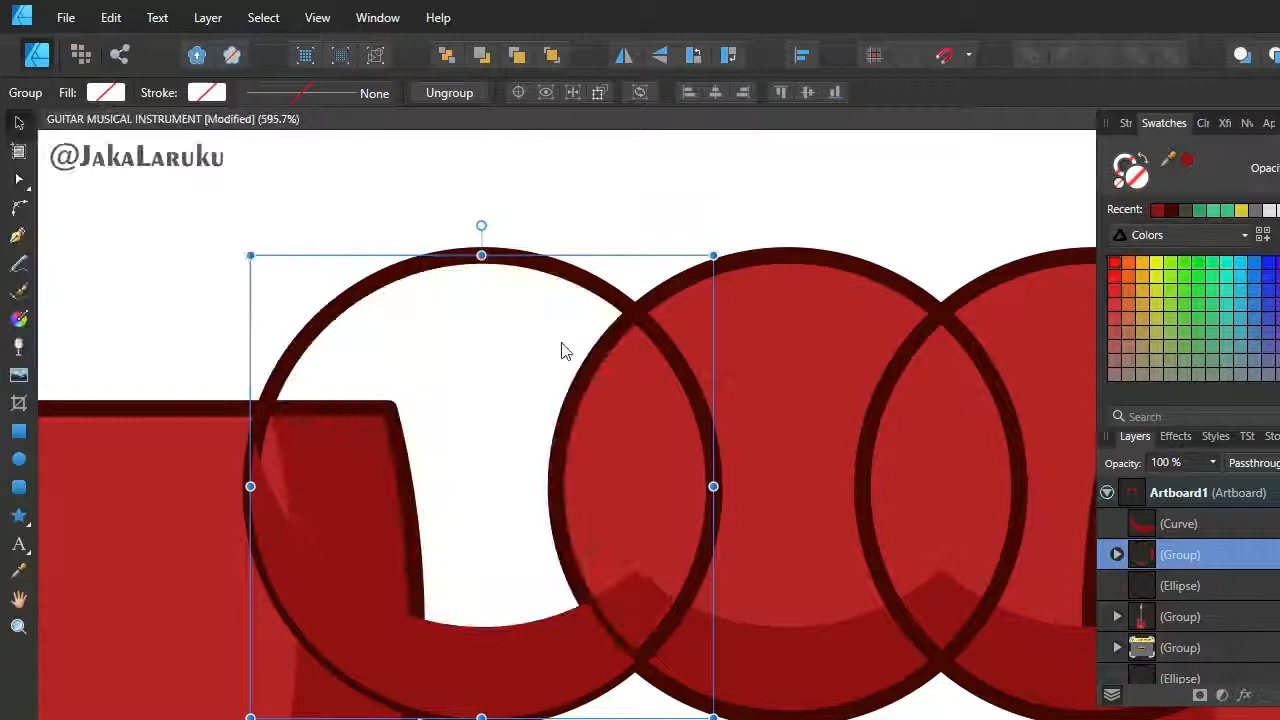 File Edit Text Layer Select View Window Help
Group Fill: Stroke: None Ungroup
GUITAR MUSICAL INSTRUMENT [Modified] (595.7%)
@JAKALARUKU
Str Swatches Cl Xfi Nv Ap
Opaci
Recent:
Colors
Search
Layers Effects Styles TSt Sto
Opacity: 100 % Passthroug
Artboard1 (Artboard)
(Curve)
(Group)
(Ellipse)
(Group)
(Group)
(Ellipse)
fx